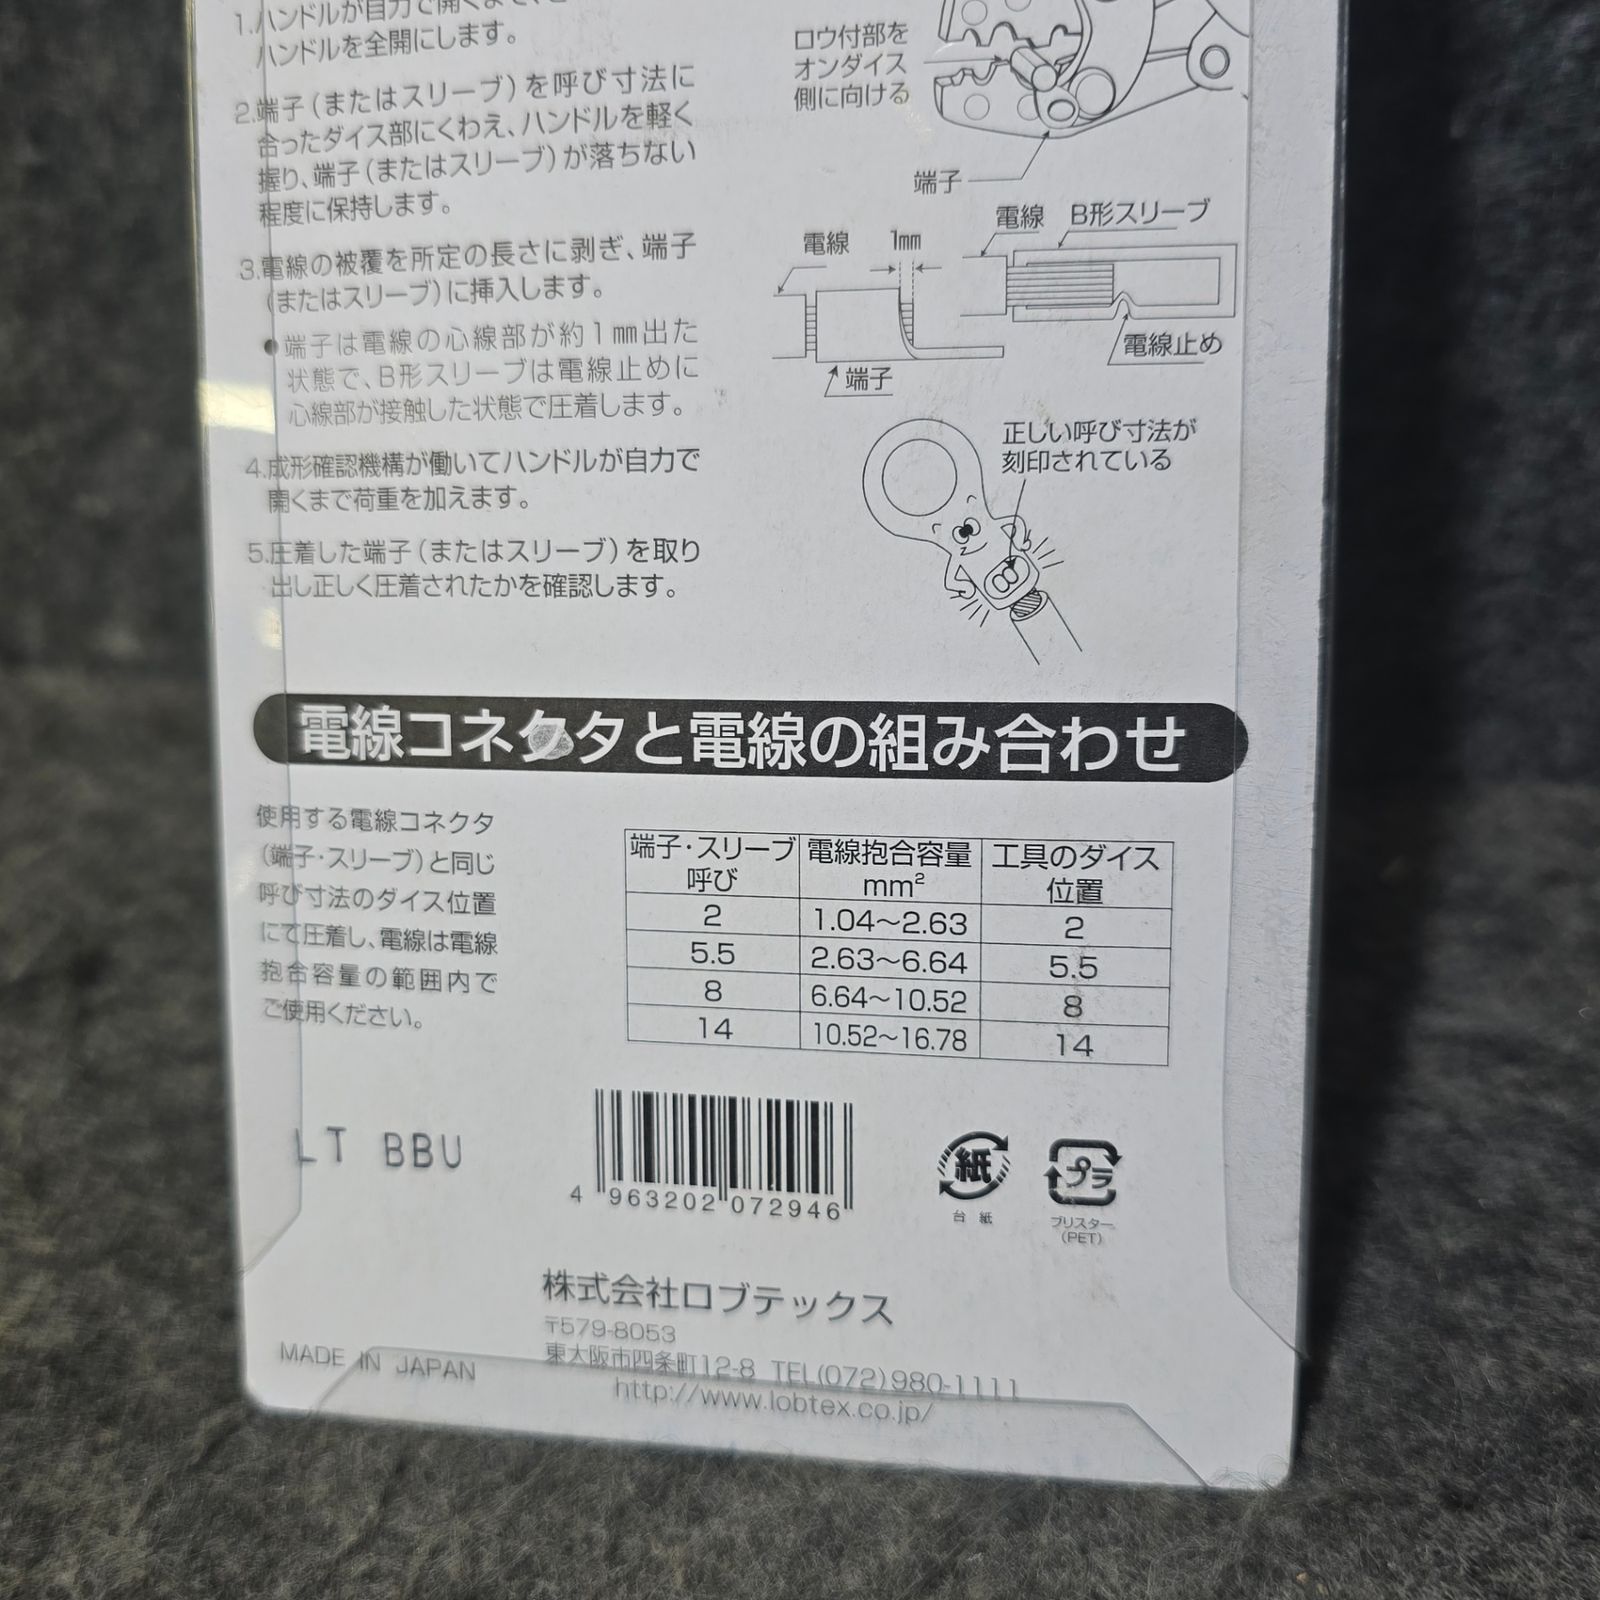 1.ハンドルが自力で開くまで、
ハンドルを全開にします。
2.端子(またはスリーブ)を呼び寸法に
合ったダイス部にくわえ、ハンドルを軽く
握り、端子(またはスリーブ)が落ちない
程度に保持します。
3.電線の被覆を所定の長さに剥ぎ、端子
(またはスリーブ)に挿入します。
●端子は電線の心線部が約1mm出た
状態で、B形スリーブは電線止めに
心線部が接触した状態で圧着します。
4.成形確認機構が働いてハンドルが自力で
開くまで荷重を加えます。
5.圧着した端子(またはスリーブ)を取り
出し正しく圧着されたかを確認します。
ロウ付部を
オンダイス
側に向ける
端子
電線 1mm
電線 B形スリーブ
電線止め
端子
正しい呼び寸法が
刻印されている
8
電線コネクタと電線の組み合わせ
使用する電線コネクタ
(端子・スリーブ)と同じ
呼び寸法のダイス位置
にて圧着し、電線は電線
抱合容量の範囲内で
ご使用ください。
端子・スリーブ 電線抱合容量 工具のダイス
呼び mm² 位置
2 1.04~2.63 2
5.5 2.63~6.64 5.5
8 6.64~10.52 8
14 10.52~16.78 14
LT BBU
4 963202 072946
紙
台紙
プラ
ブリスター
(PET)
株式会社ロブテックス
〒579-8053
東大阪市四条町12-8 TEL(072)980-1111
http://www.lobtex.co.jp/
MADE IN JAPAN